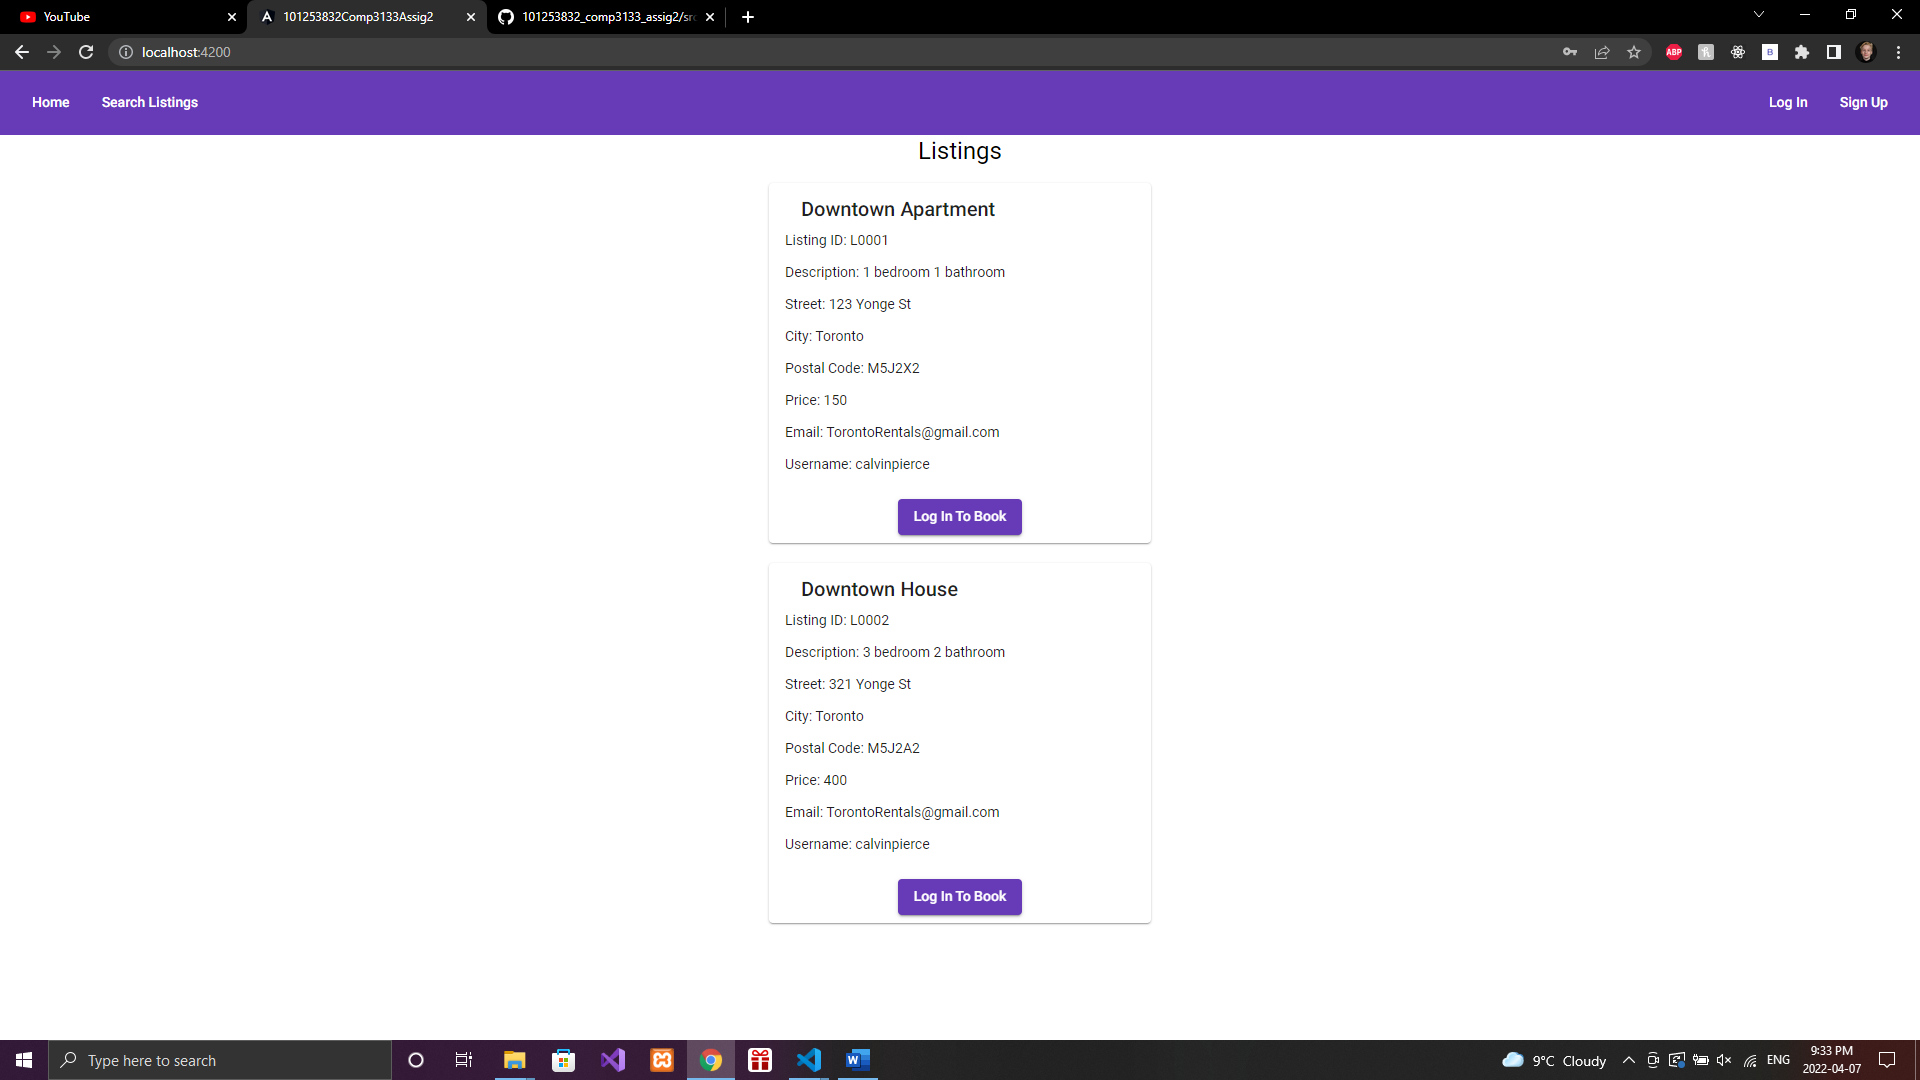 YouTube
101253832Comp3133Assig2
101253832_comp3133_assig2/src
localhost:4200
ABP
B
Home
Search Listings
Log In
Sign Up
Listings
Downtown Apartment
Listing ID: L0001
Description: 1 bedroom 1 bathroom
Street: 123 Yonge St
City: Toronto
Postal Code: M5J2X2
Price: 150
Email: TorontoRentals@gmail.com
Username: calvinpierce
Log In To Book
Downtown House
Listing ID: L0002
Description: 3 bedroom 2 bathroom
Street: 321 Yonge St
City: Toronto
Postal Code: M5J2A2
Price: 400
Email: TorontoRentals@gmail.com
Username: calvinpierce
Log In To Book
Type here to search
9°C Cloudy
ENG
9:33 PM
2022-04-07